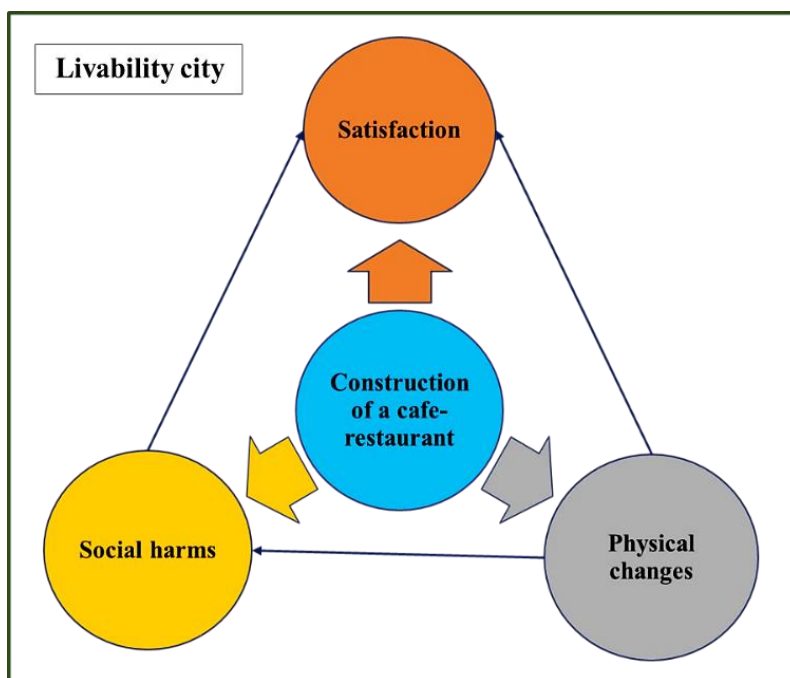 Livability city
Satisfaction
Construction
of a cafe-
restaurant
Social harms
Physical
changes